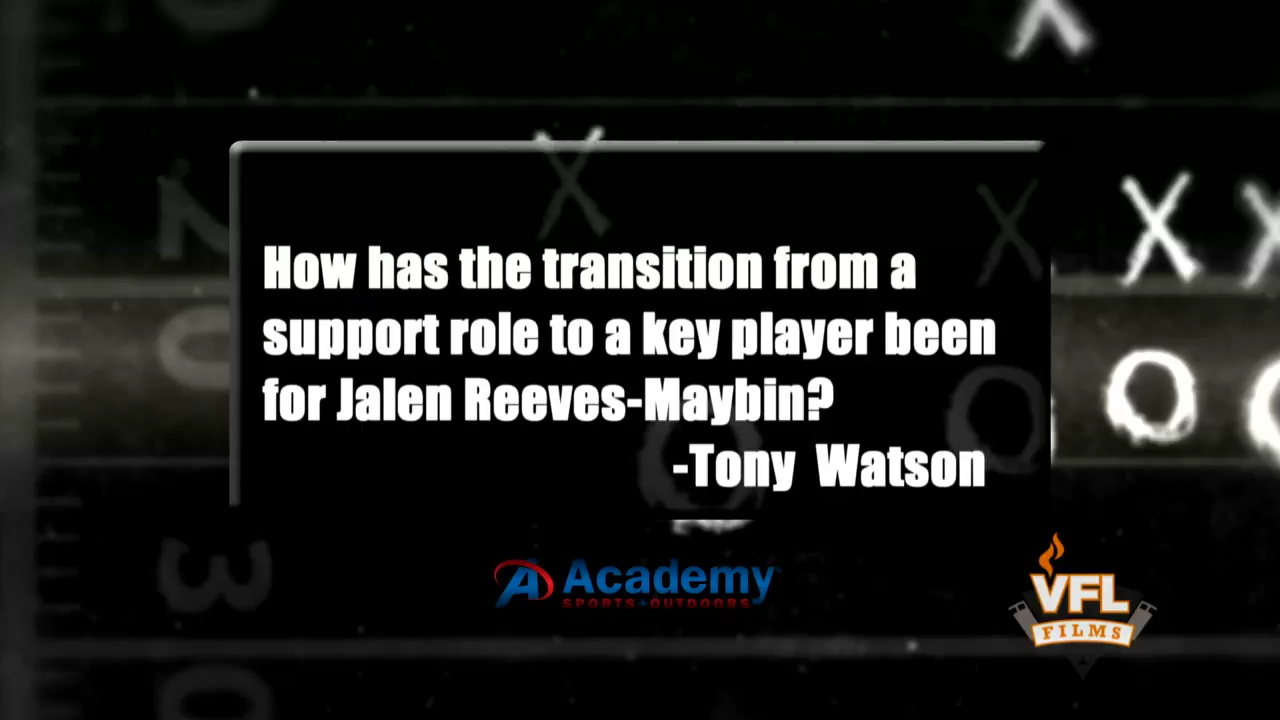 How has the transition from a
support role to a key player been
for Jalen Reeves-Maybin?
-Tony Watson
Academy
SPORTS+OUTDOORS
VFL
FILMS